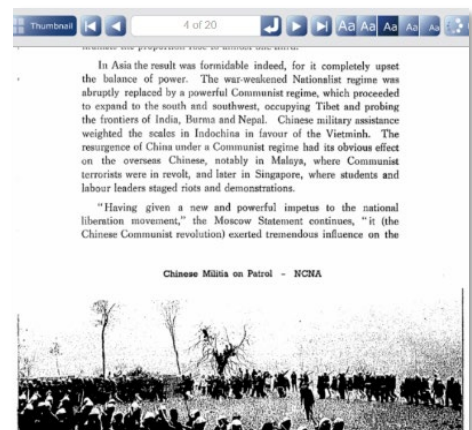 Thumbnail
4 of 20
Aa Aa Aa Aa Aa
In Asia the result was formidable indeed, for it completely upset
the balance of power. The war-weakened Nationalist regime was
abruptly replaced by a powerful Communist regime, which proceeded
to expand to the south and southwest, occupying Tibet and probing
the frontiers of India, Burma and Nepal. Chinese military assistance
weighted the scales in Indochina in favour of the Vietminh. The
resurgence of China under a Communist regime had its obvious effect
on the overseas Chinese, notably in Malaya, where Communist
terrorists were in revolt, and later in Singapore, where students and
labour leaders staged riots and demonstrations.
"Having given a new and powerful impetus to the national
liberation movement," the Moscow Statement continues, "it (the
Chinese Communist revolution) exerted tremendous influence on the
Chinese Militia on Patrol - NCNA